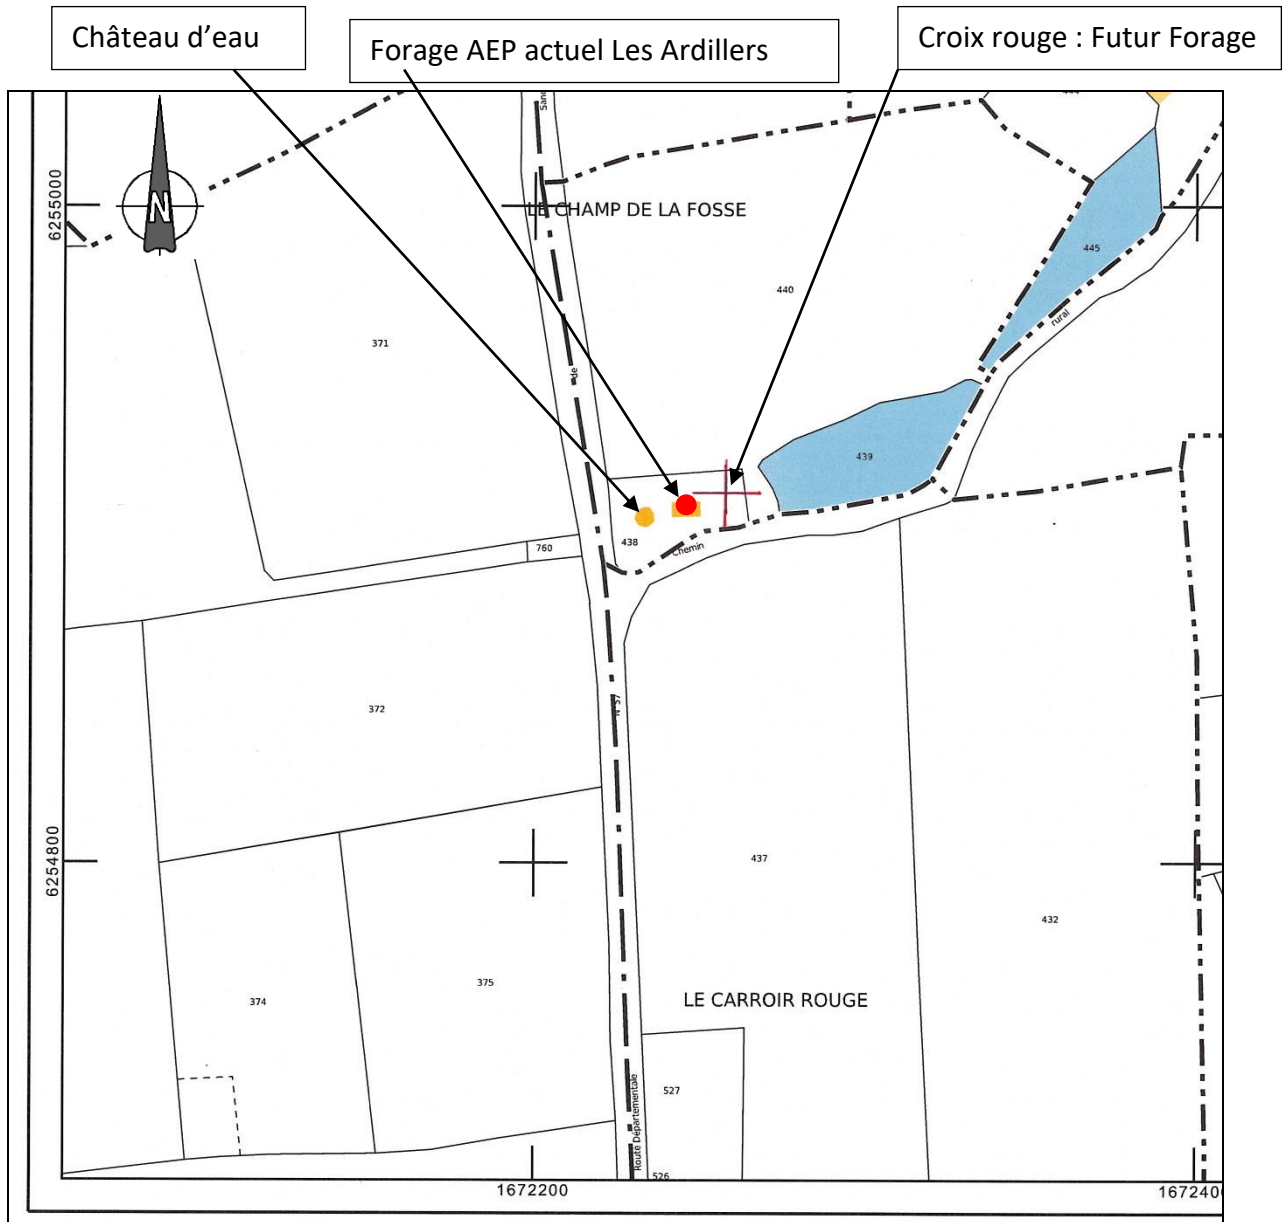 Château d’eau
Forage AEP actuel Les Ardillers
Croix rouge : Futur Forage
N
6255000
LE CHAMP DE LA FOSSE
445
440
rural
371
de
439
438
Chemin
760
372
N°57
6254800
437
432
375
374
LE CARROIR ROUGE
527
Route Départementale
526
1672200